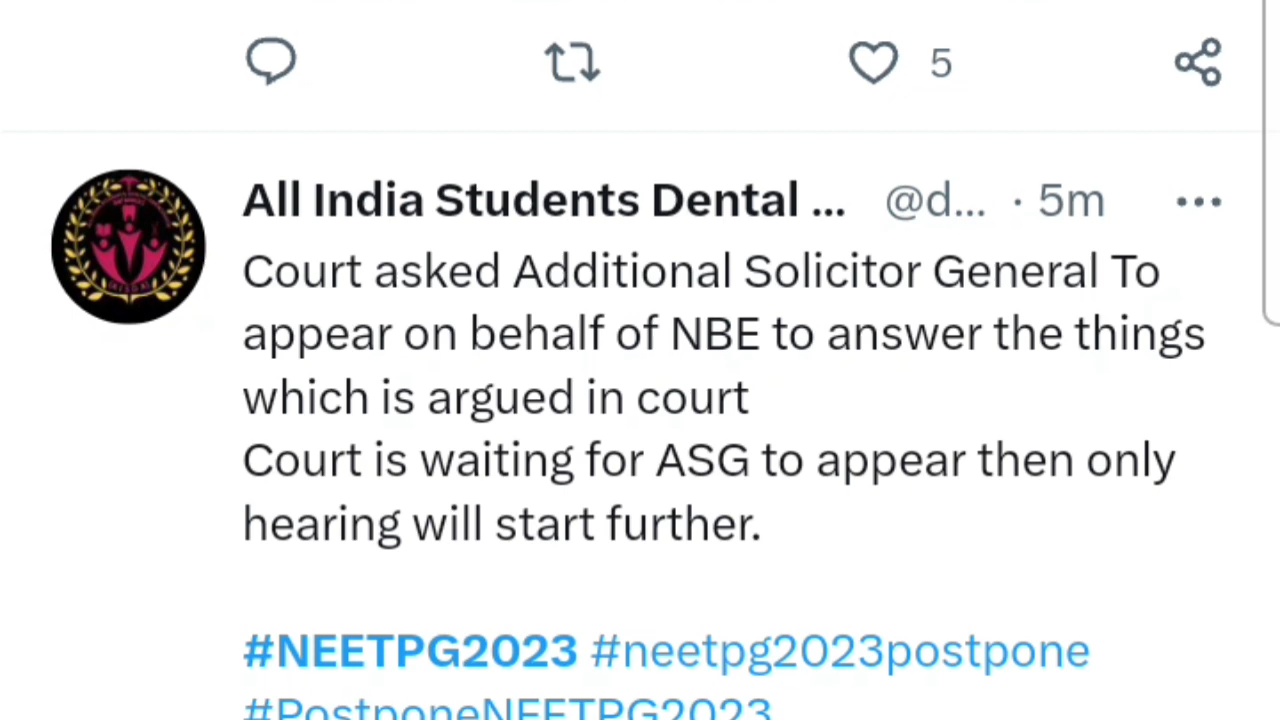 5
All India Students Dental ... @d... · 5m
Court asked Additional Solicitor General To
appear on behalf of NBE to answer the things
which is argued in court
Court is waiting for ASG to appear then only
hearing will start further.
#NEETPG2023 #neetpg2023postpone
#PostponeNEETPG2023